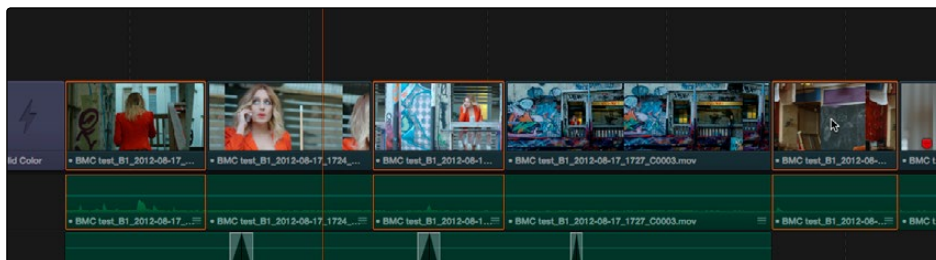 lid Color
• BMC test_B1_2012-08-17_...
• BMC test_B1_2012-08-17_1724_...
• BMC test_B1_2012-08-1...
• BMC test_B1_2012-08-17_1727_C0003.mov
• BMC test_B1_2012-08-...
• BMC t
• BMC test_B1_2012-08-17_...
• BMC test_B1_2012-08-17_1724_...
• BMC test_B1_2012-08-1...
• BMC test_B1_2012-08-17_1727_C0003.mov
• BMC test_B1_2012-08-...
• BMC t